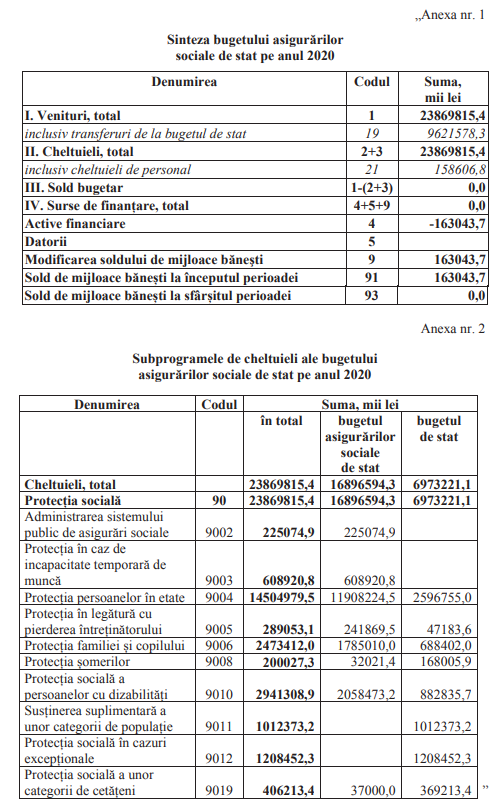 „Anexa nr. 1
Sinteza bugetului asigurărilor
sociale de stat pe anul 2020
Denumirea Codul Suma,
mii lei
I. Venituri, total 1 23869815,4
inclusiv transferuri de la bugetul de stat 19 9621578,3
II. Cheltuieli, total 2+3 23869815,4
inclusiv cheltuieli de personal 21 158606,8
III. Sold bugetar 1-(2+3) 0,0
IV. Surse de finanțare, total 4+5+9 0,0
Active financiare 4 -163043,7
Datorii 5
Modificarea soldului de mijloace bănești 9 163043,7
Sold de mijloace bănești la începutul perioadei 91 163043,7
Sold de mijloace bănești la sfârșitul perioadei 93 0,0
Anexa nr. 2
Subprogramele de cheltuieli ale bugetului
asigurărilor sociale de stat pe anul 2020
Denumirea Codul Suma, mii lei
în total bugetul bugetul
asigurărilor de stat
sociale
de stat
Cheltuieli, total 23869815,4 16896594,3 6973221,1
Protecția socială 90 23869815,4 16896594,3 6973221,1
Administrarea sistemului
public de asigurări sociale 9002 225074,9 225074,9
Protecția în caz de
incapacitate temporară de
muncă 9003 608920,8 608920,8
Protecția persoanelor în etate 9004 14504979,5 11908224,5 2596755,0
Protecția în legătură cu
pierderea întreținătorului 9005 289053,1 241869,5 47183,6
Protecția familiei și copilului 9006 2473412,0 1785010,0 688402,0
Protecția șomerilor 9008 200027,3 32021,4 168005,9
Protecția socială a
persoanelor cu dizabilități 9010 2941308,9 2058473,2 882835,7
Susținerea suplimentară a
unor categorii de populație 9011 1012373,2 1012373,2
Protecția socială în cazuri
excepționale 9012 1208452,3 1208452,3
Protecția socială a unor
categorii de cetățeni 9019 406213,4 37000,0 369213,4 ”